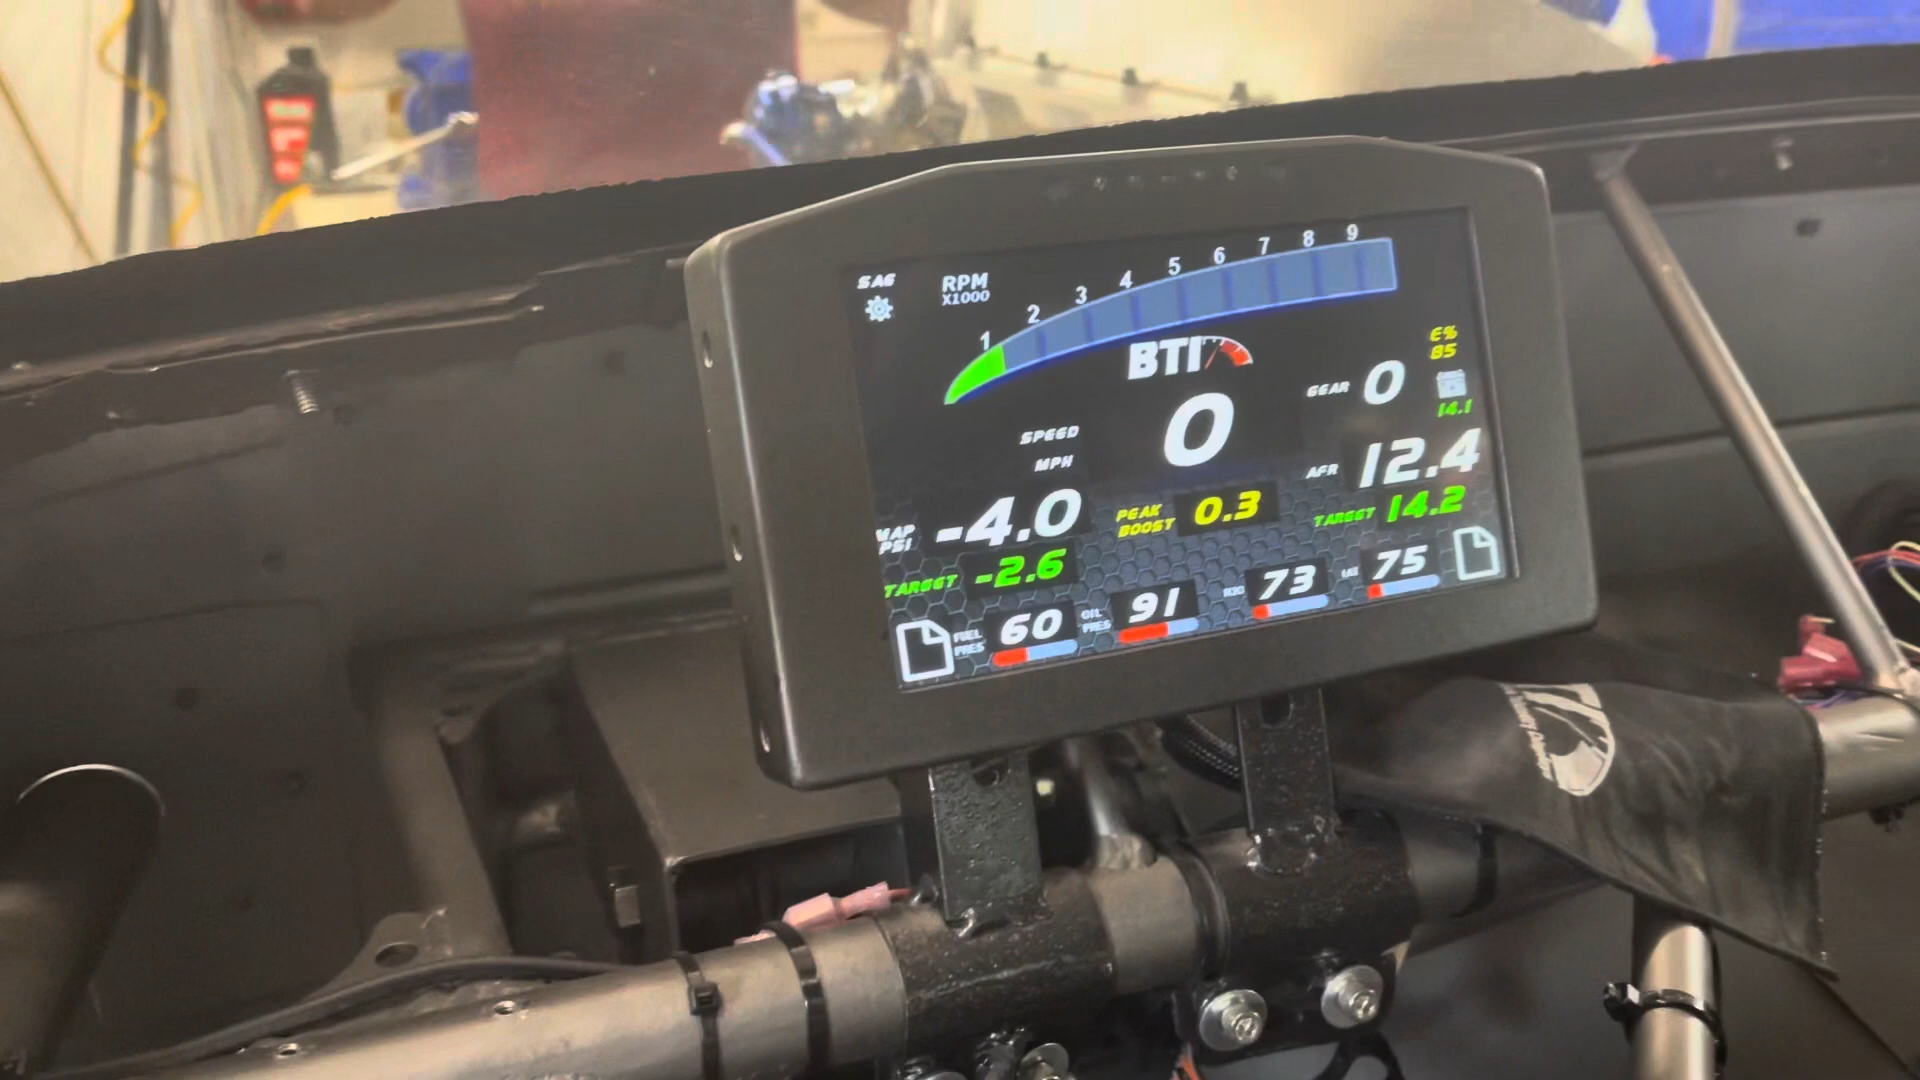 SAG
RPM
X1000
1 2 3 4 5 6 7 8 9
BTI
E%
85
GEAR 0
14.1
SPEED
MPH
0
AFR 12.4
TARGET 14.2
MAP
PSI
-4.0
TARGET -2.6
PEAK
BOOST
0.3
FUEL
PRES
60
OIL
PRES
91
73
75